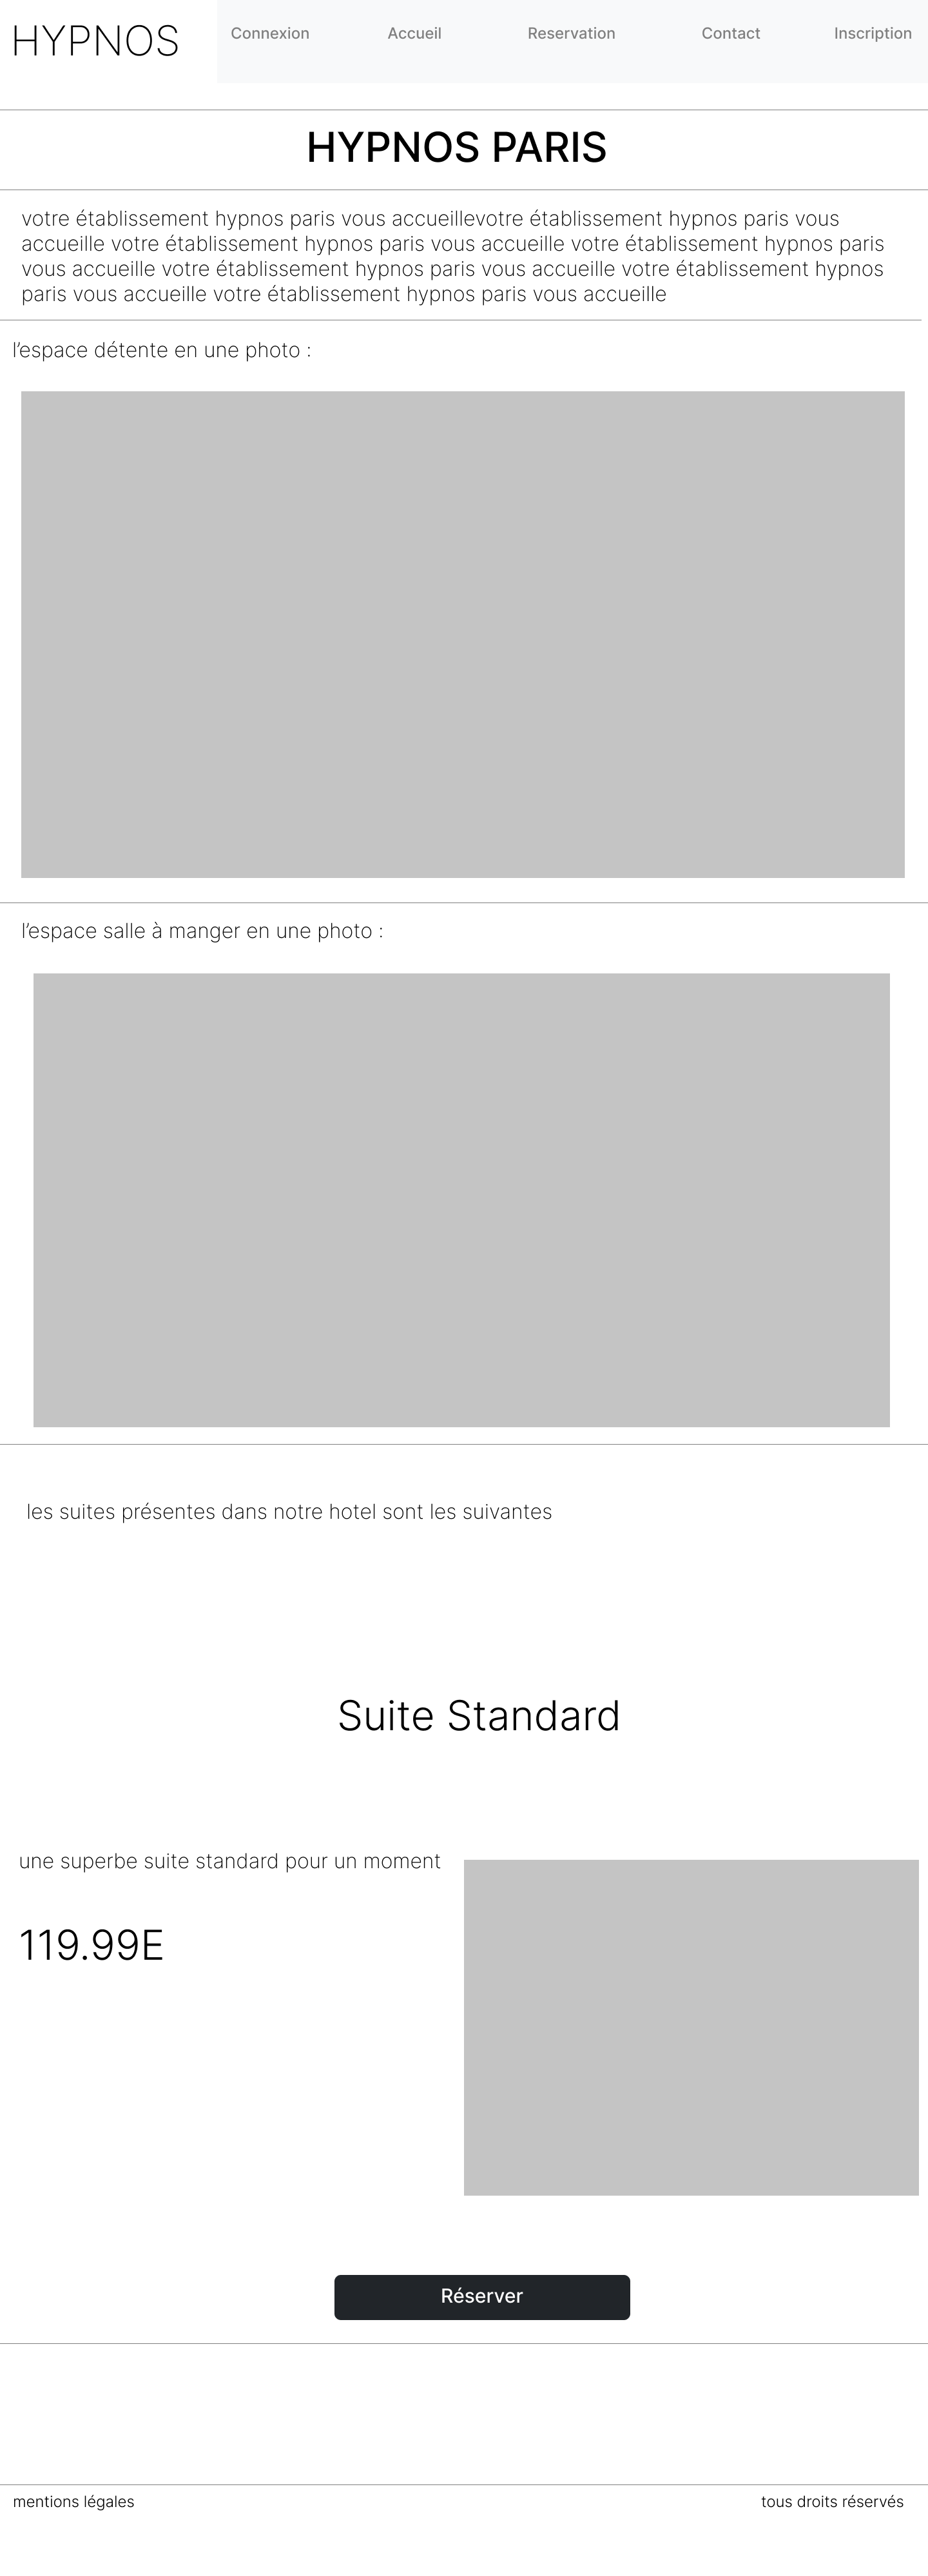 HYPNOS
Connexion Accueil Reservation Contact Inscription
HYPNOS PARIS
votre établissement hypnos paris vous accueillevotre établissement hypnos paris vous
accueille votre établissement hypnos paris vous accueille votre établissement hypnos paris
vous accueille votre établissement hypnos paris vous accueille votre établissement hypnos
paris vous accueille votre établissement hypnos paris vous accueille
l’espace détente en une photo :
l’espace salle à manger en une photo :
les suites présentes dans notre hotel sont les suivantes
Suite Standard
une superbe suite standard pour un moment
119.99E
Réserver
mentions légales tous droits réservés